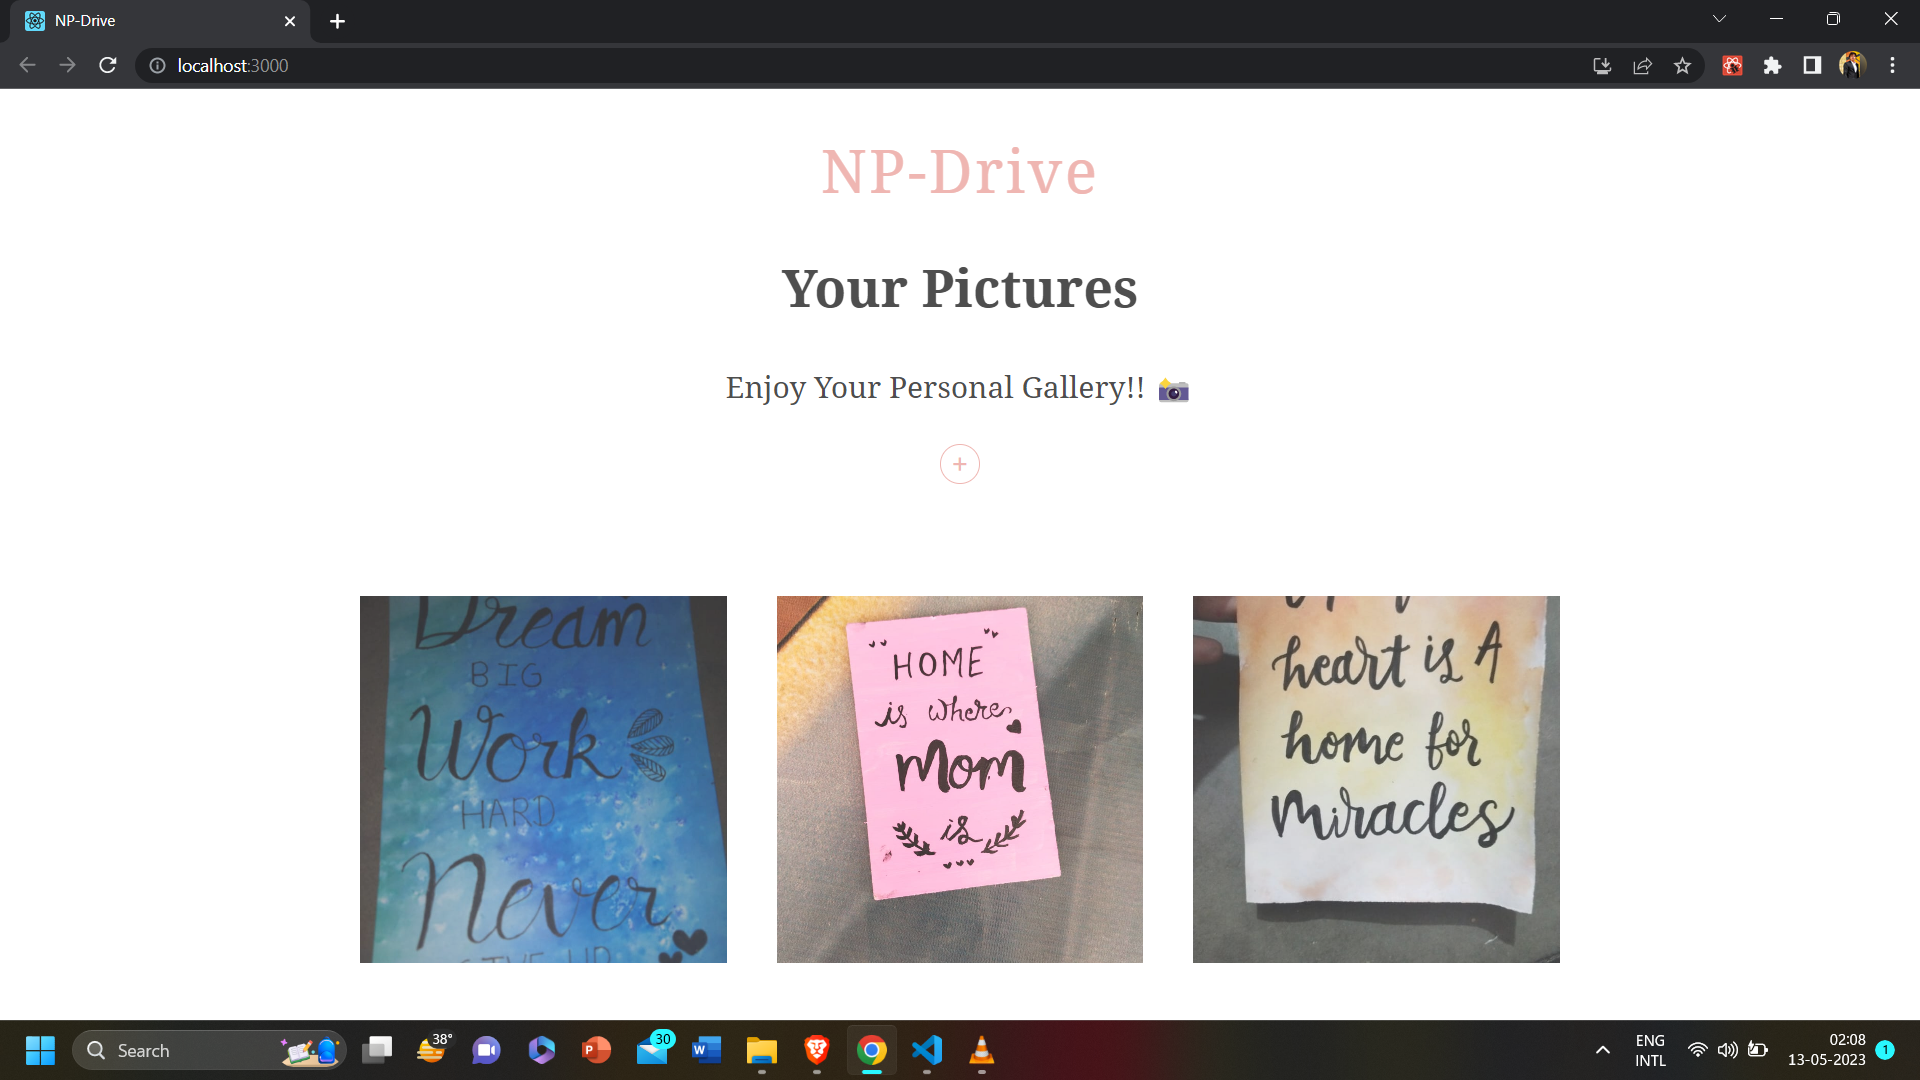 NP-Drive
localhost:3000
NP-Drive
Your Pictures
Enjoy Your Personal Gallery!!
+
Dream
BIG
Work
HARD
Never
HOME
is where
Mom
is
heart is A
home for
Miracles
Search
38°
30
ENG
INTL
02:08
13-05-2023
1